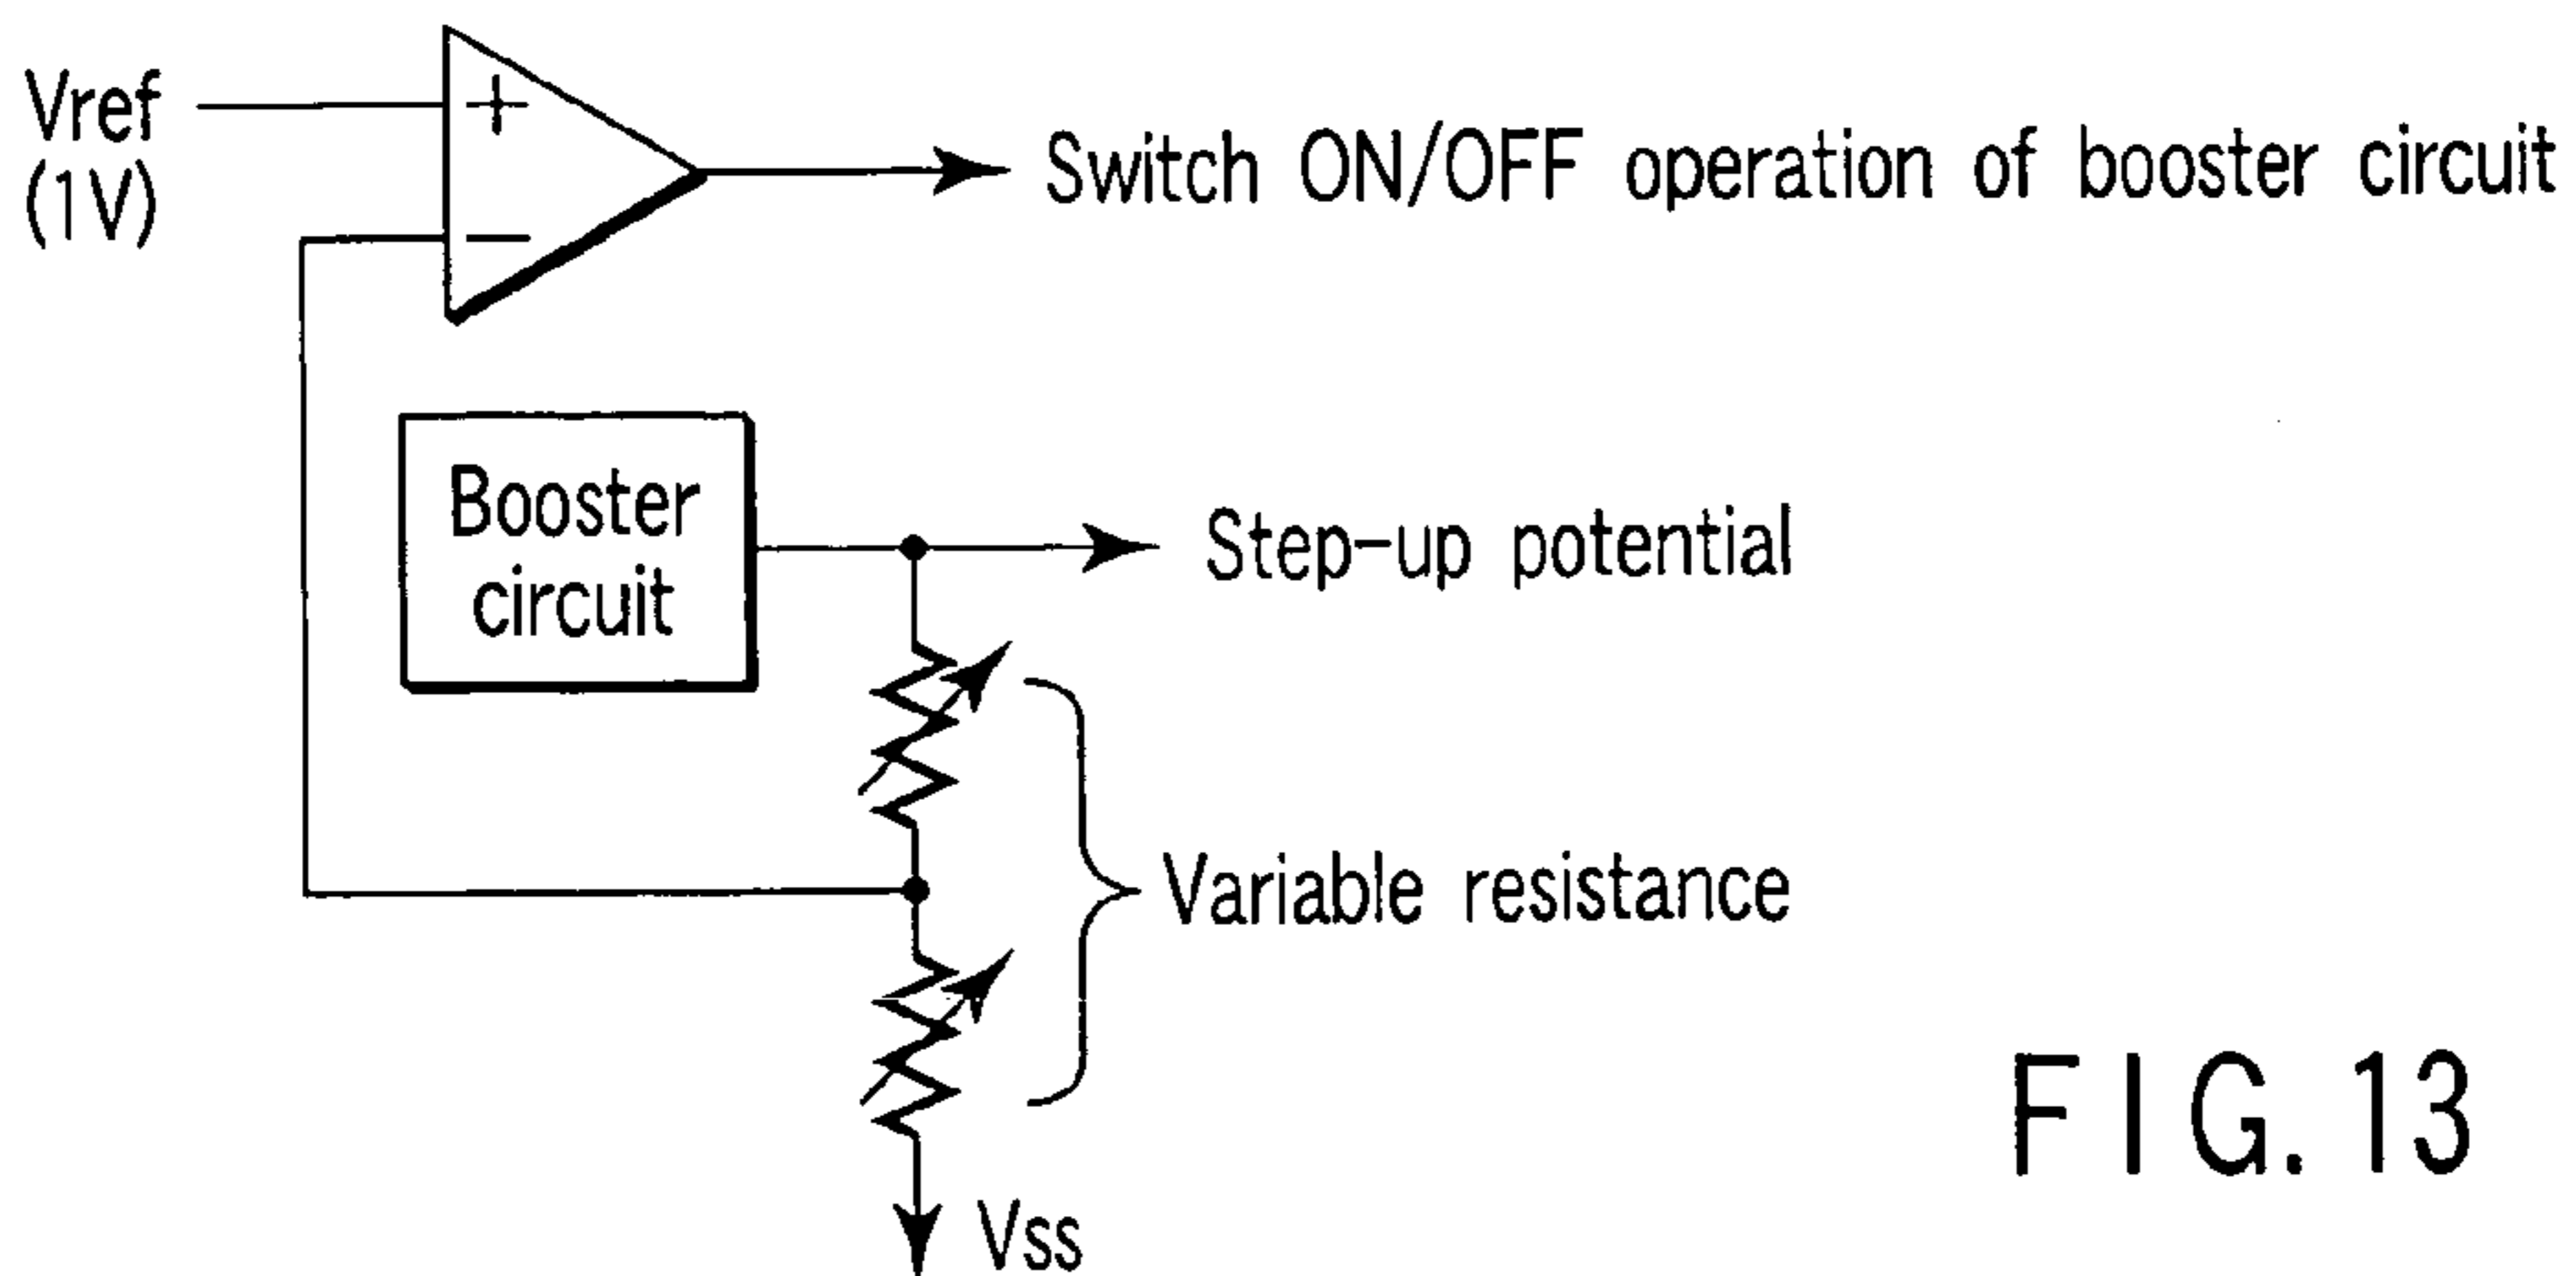 Vref
(1V)
+
−
Switch ON/OFF operation of booster circuit
Booster
circuit
Step-up potential
Variable resistance
Vss
FIG. 13